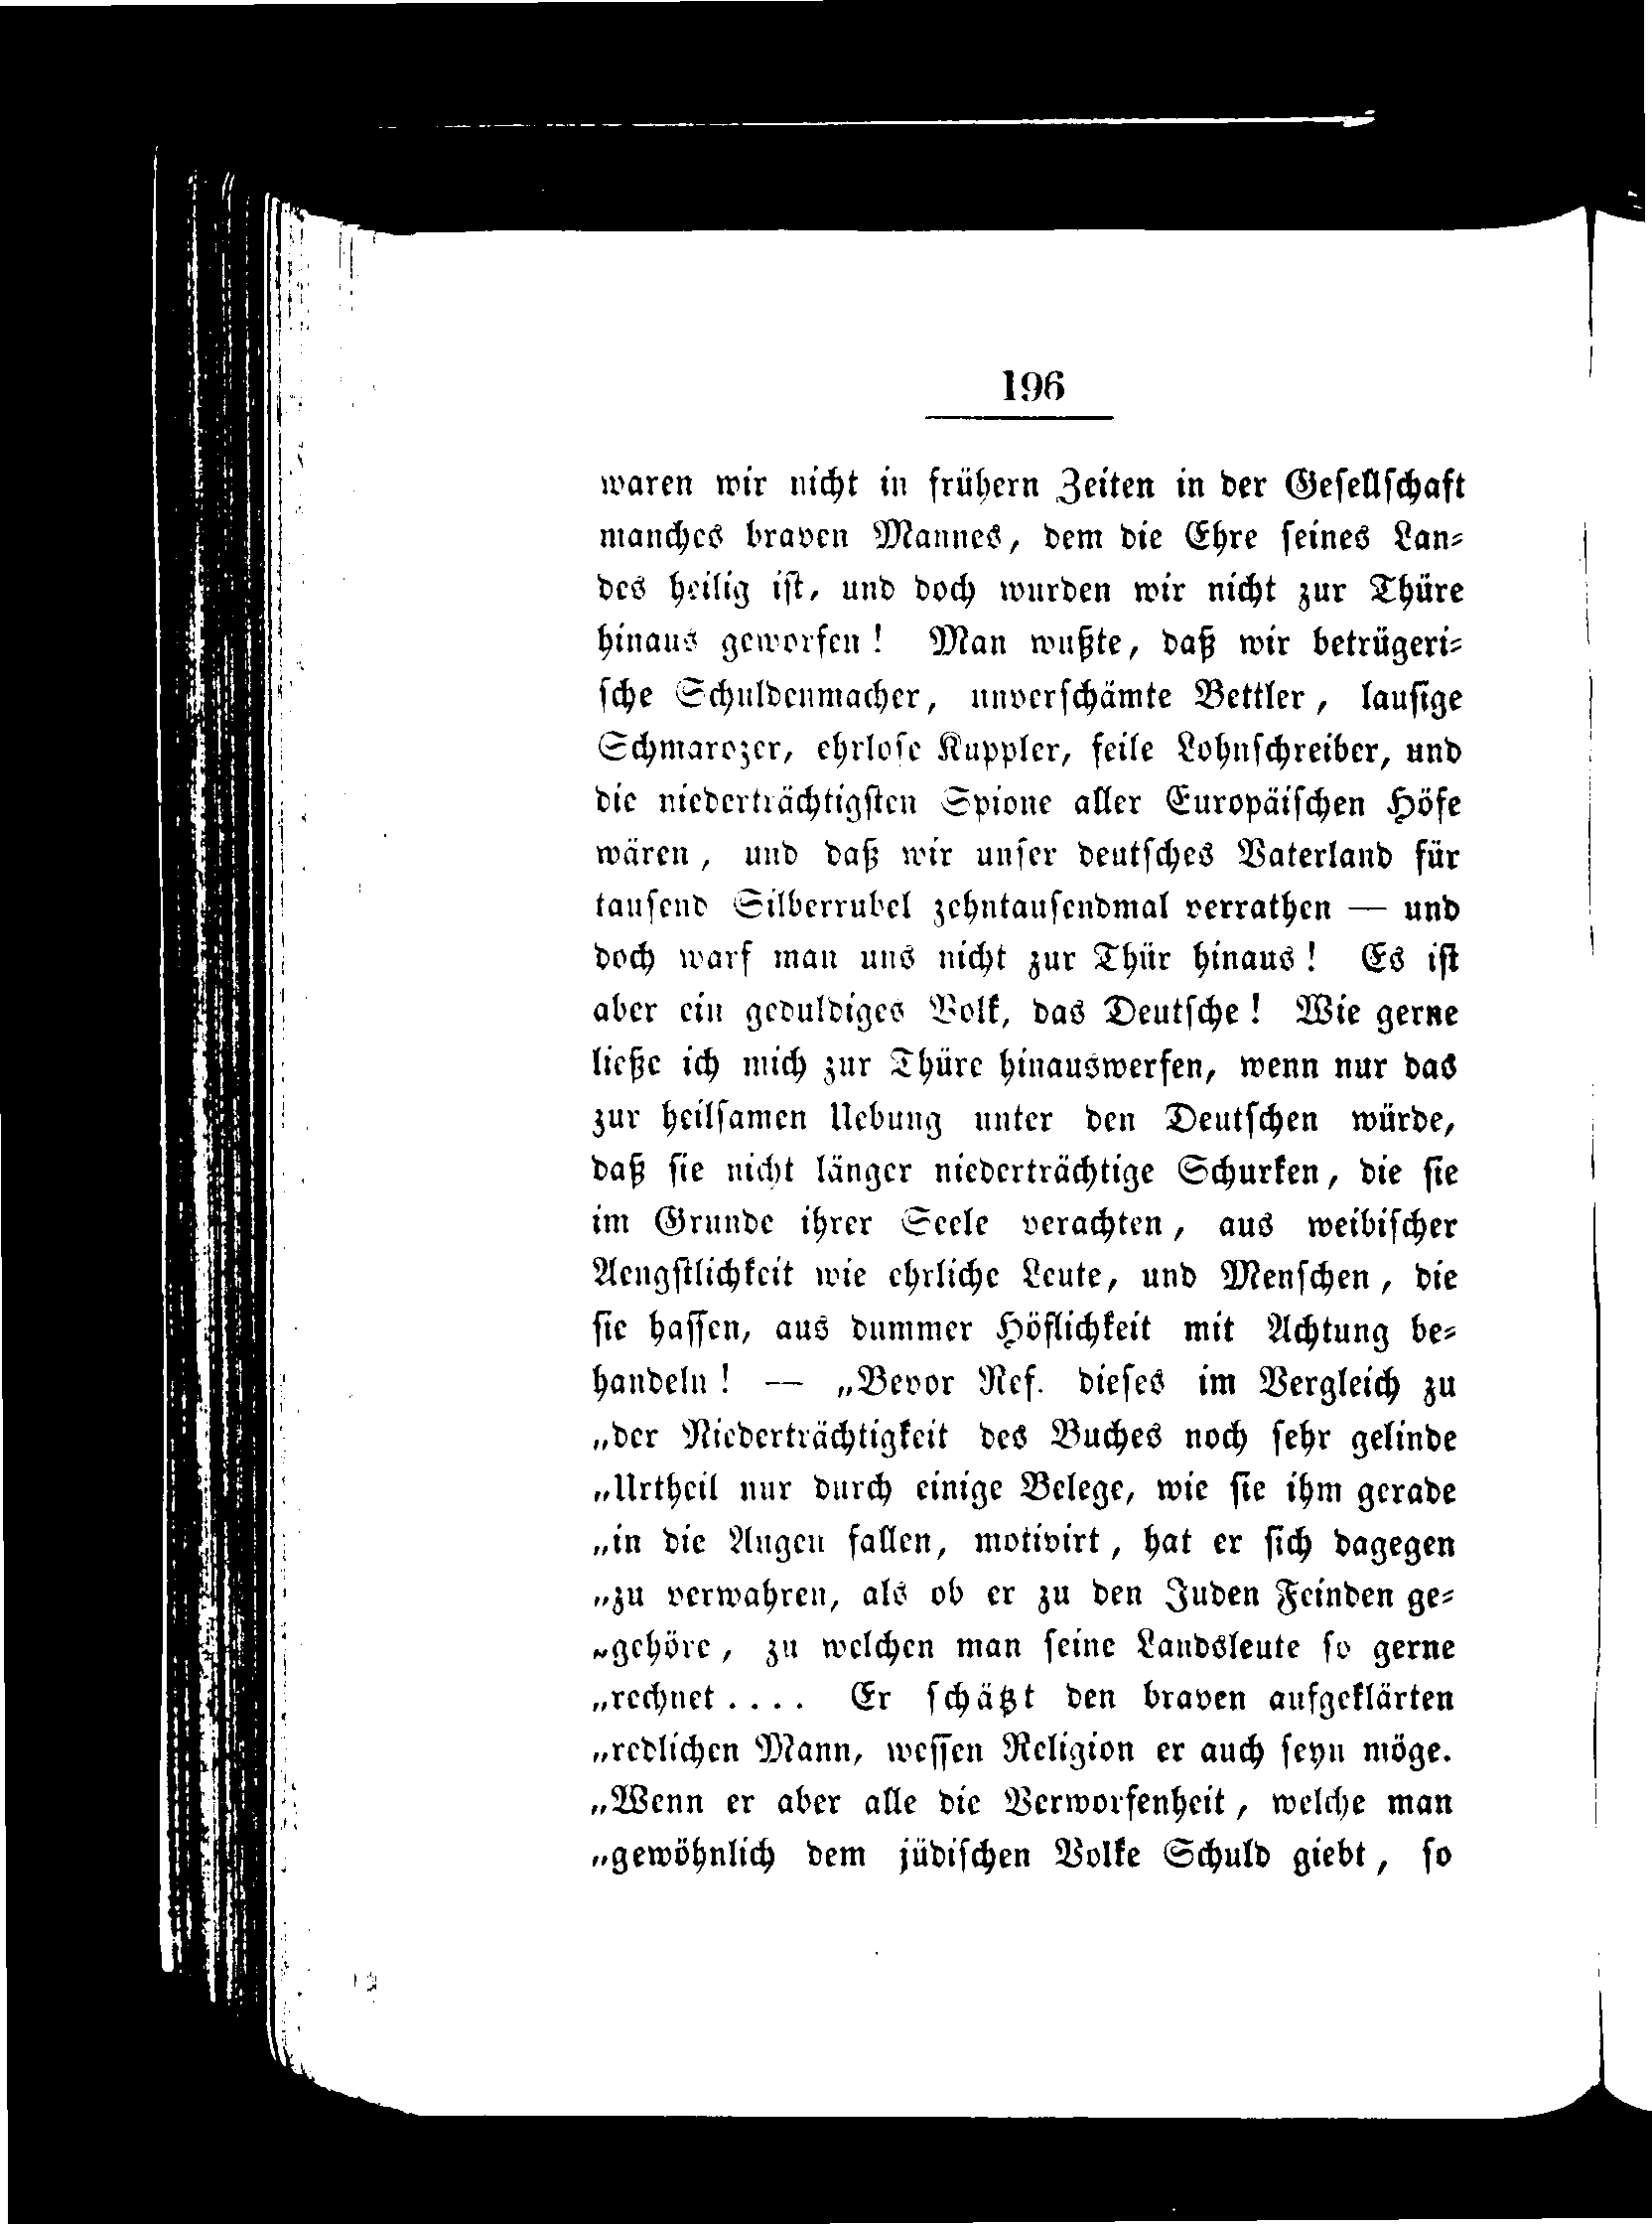 196
waren wir nicht in frühern Zeiten in der Gesellschaft
manches braven Mannes, dem die Ehre seines Lan-
des heilig ist, und doch wurden wir nicht zur Thüre
hinaus geworfen! Man wußte, daß wir betrügeri-
sche Schuldenmacher, unverschämte Bettler, lausige
Schmarozer, ehrlose Kuppler, feile Lohnschreiber, und
die niederträchtigsten Spione aller Europäischen Höfe
wären, und daß wir unser deutsches Vaterland für
tausend Silberrubel zehntausendmal verrathen — und
doch warf man uns nicht zur Thür hinaus! Es ist
aber ein geduldiges Volk, das Deutsche! Wie gerne
ließe ich mich zur Thüre hinauswerfen, wenn nur das
zur heilsamen Uebung unter den Deutschen würde,
daß sie nicht länger niederträchtige Schurken, die sie
im Grunde ihrer Seele verachten, aus weibischer
Aengstlichkeit wie ehrliche Leute, und Menschen, die
sie hassen, aus dummer Höflichkeit mit Achtung be-
handeln! — „Bevor Ref. dieses im Vergleich zu
„der Niederträchtigkeit des Buches noch sehr gelinde
„Urtheil nur durch einige Belege, wie sie ihm gerade
„in die Augen fallen, motivirt, hat er sich dagegen
„zu verwahren, als ob er zu den Juden Feinden ge-
„gehöre, zu welchen man seine Landsleute so gerne
„rechnet.... Er schätzt den braven aufgeklärten
„redlichen Mann, wessen Religion er auch seyn möge.
„Wenn er aber alle die Verworfenheit, welche man
„gewöhnlich dem jüdischen Volke Schuld giebt, so